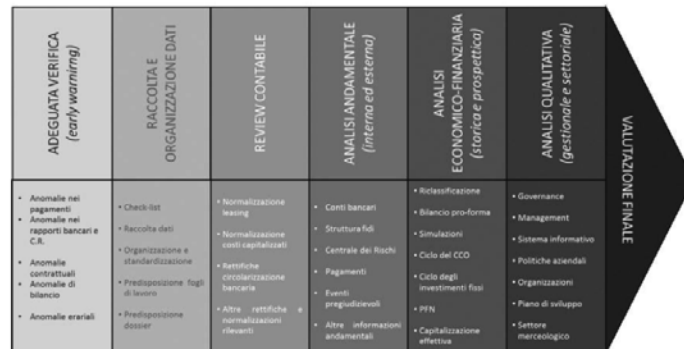 ADEGUATA VERIFICA
(early warnirng)
RACCOLTA E
ORGANIZZAZIONE DATI
REVIEW CONTABILE
ANALISI ANDAMENTALE
(interna ed esterna)
ANALISI
ECONOMICO-FINANZIARIA
(storica e prospettica)
ANALISI QUALITATIVA
(gestionale e settoriale)
VALUTAZIONE FINALE
• Anomalie nei
pagamenti
• Anomalie nei
rapporti bancari e
C.R.
• Anomalie
contrattuali
• Anomalie di
bilancio
• Anomalie erariali
• Check-list
• Raccolta dati
• Organizzazione e
standardizzazione
• Predisposizione fogli
di lavoro
• Predisposizione
dossier
• Normalizzazione
leasing
• Normalizzazione
costi capitalizzati
• Rettifiche
circolarizzazione
bancaria
• Altre rettifiche e
normalizzazioni
rilevanti
• Conti bancari
• Struttura fidi
• Centrale dei Rischi
• Pagamenti
• Eventi
pregiudizievoli
• Altre informazioni
andamentali
• Riclassificazione
• Bilancio pro-forma
• Simulazioni
• Ciclo del CCO
• Ciclo degli
investimenti fissi
• PFN
• Capitalizzazione
effettiva
• Governance
• Management
• Sistema informativo
• Politiche aziendali
• Organizzazioni
• Piano di sviluppo
• Settore
merceologico